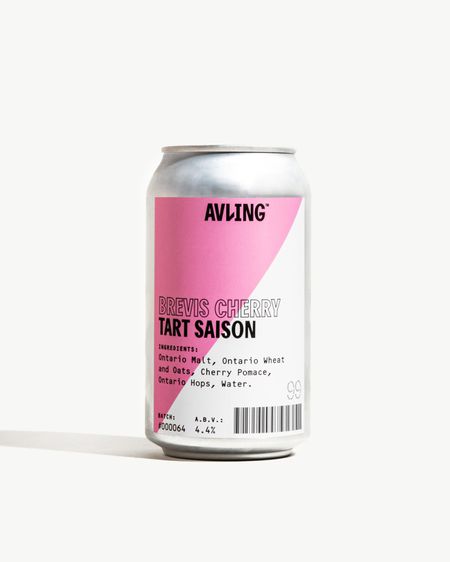 AVLING™
BREVIS CHERRY
TART SAISON
INGREDIENTS:
Ontario Malt, Ontario Wheat
and Oats, Cherry Pomace,
Ontario Hops, Water.
99
BATCH: A.B.V.:
#000064 4.4%